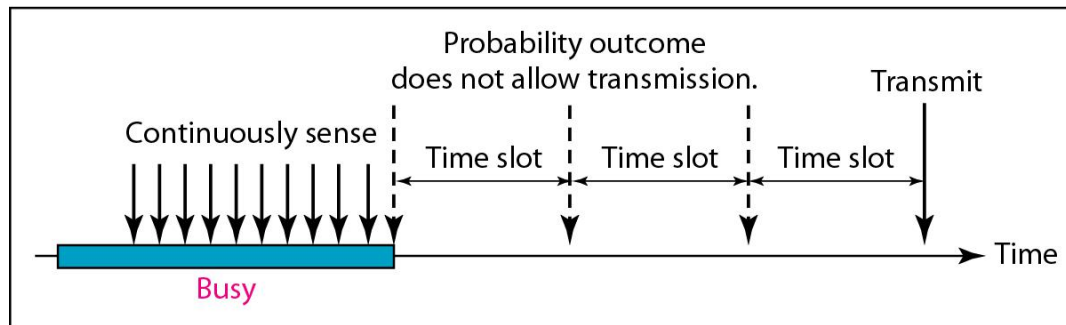 Probability outcome
does not allow transmission.
Transmit
Continuously sense
Time slot
Time slot
Time slot
Time
Busy